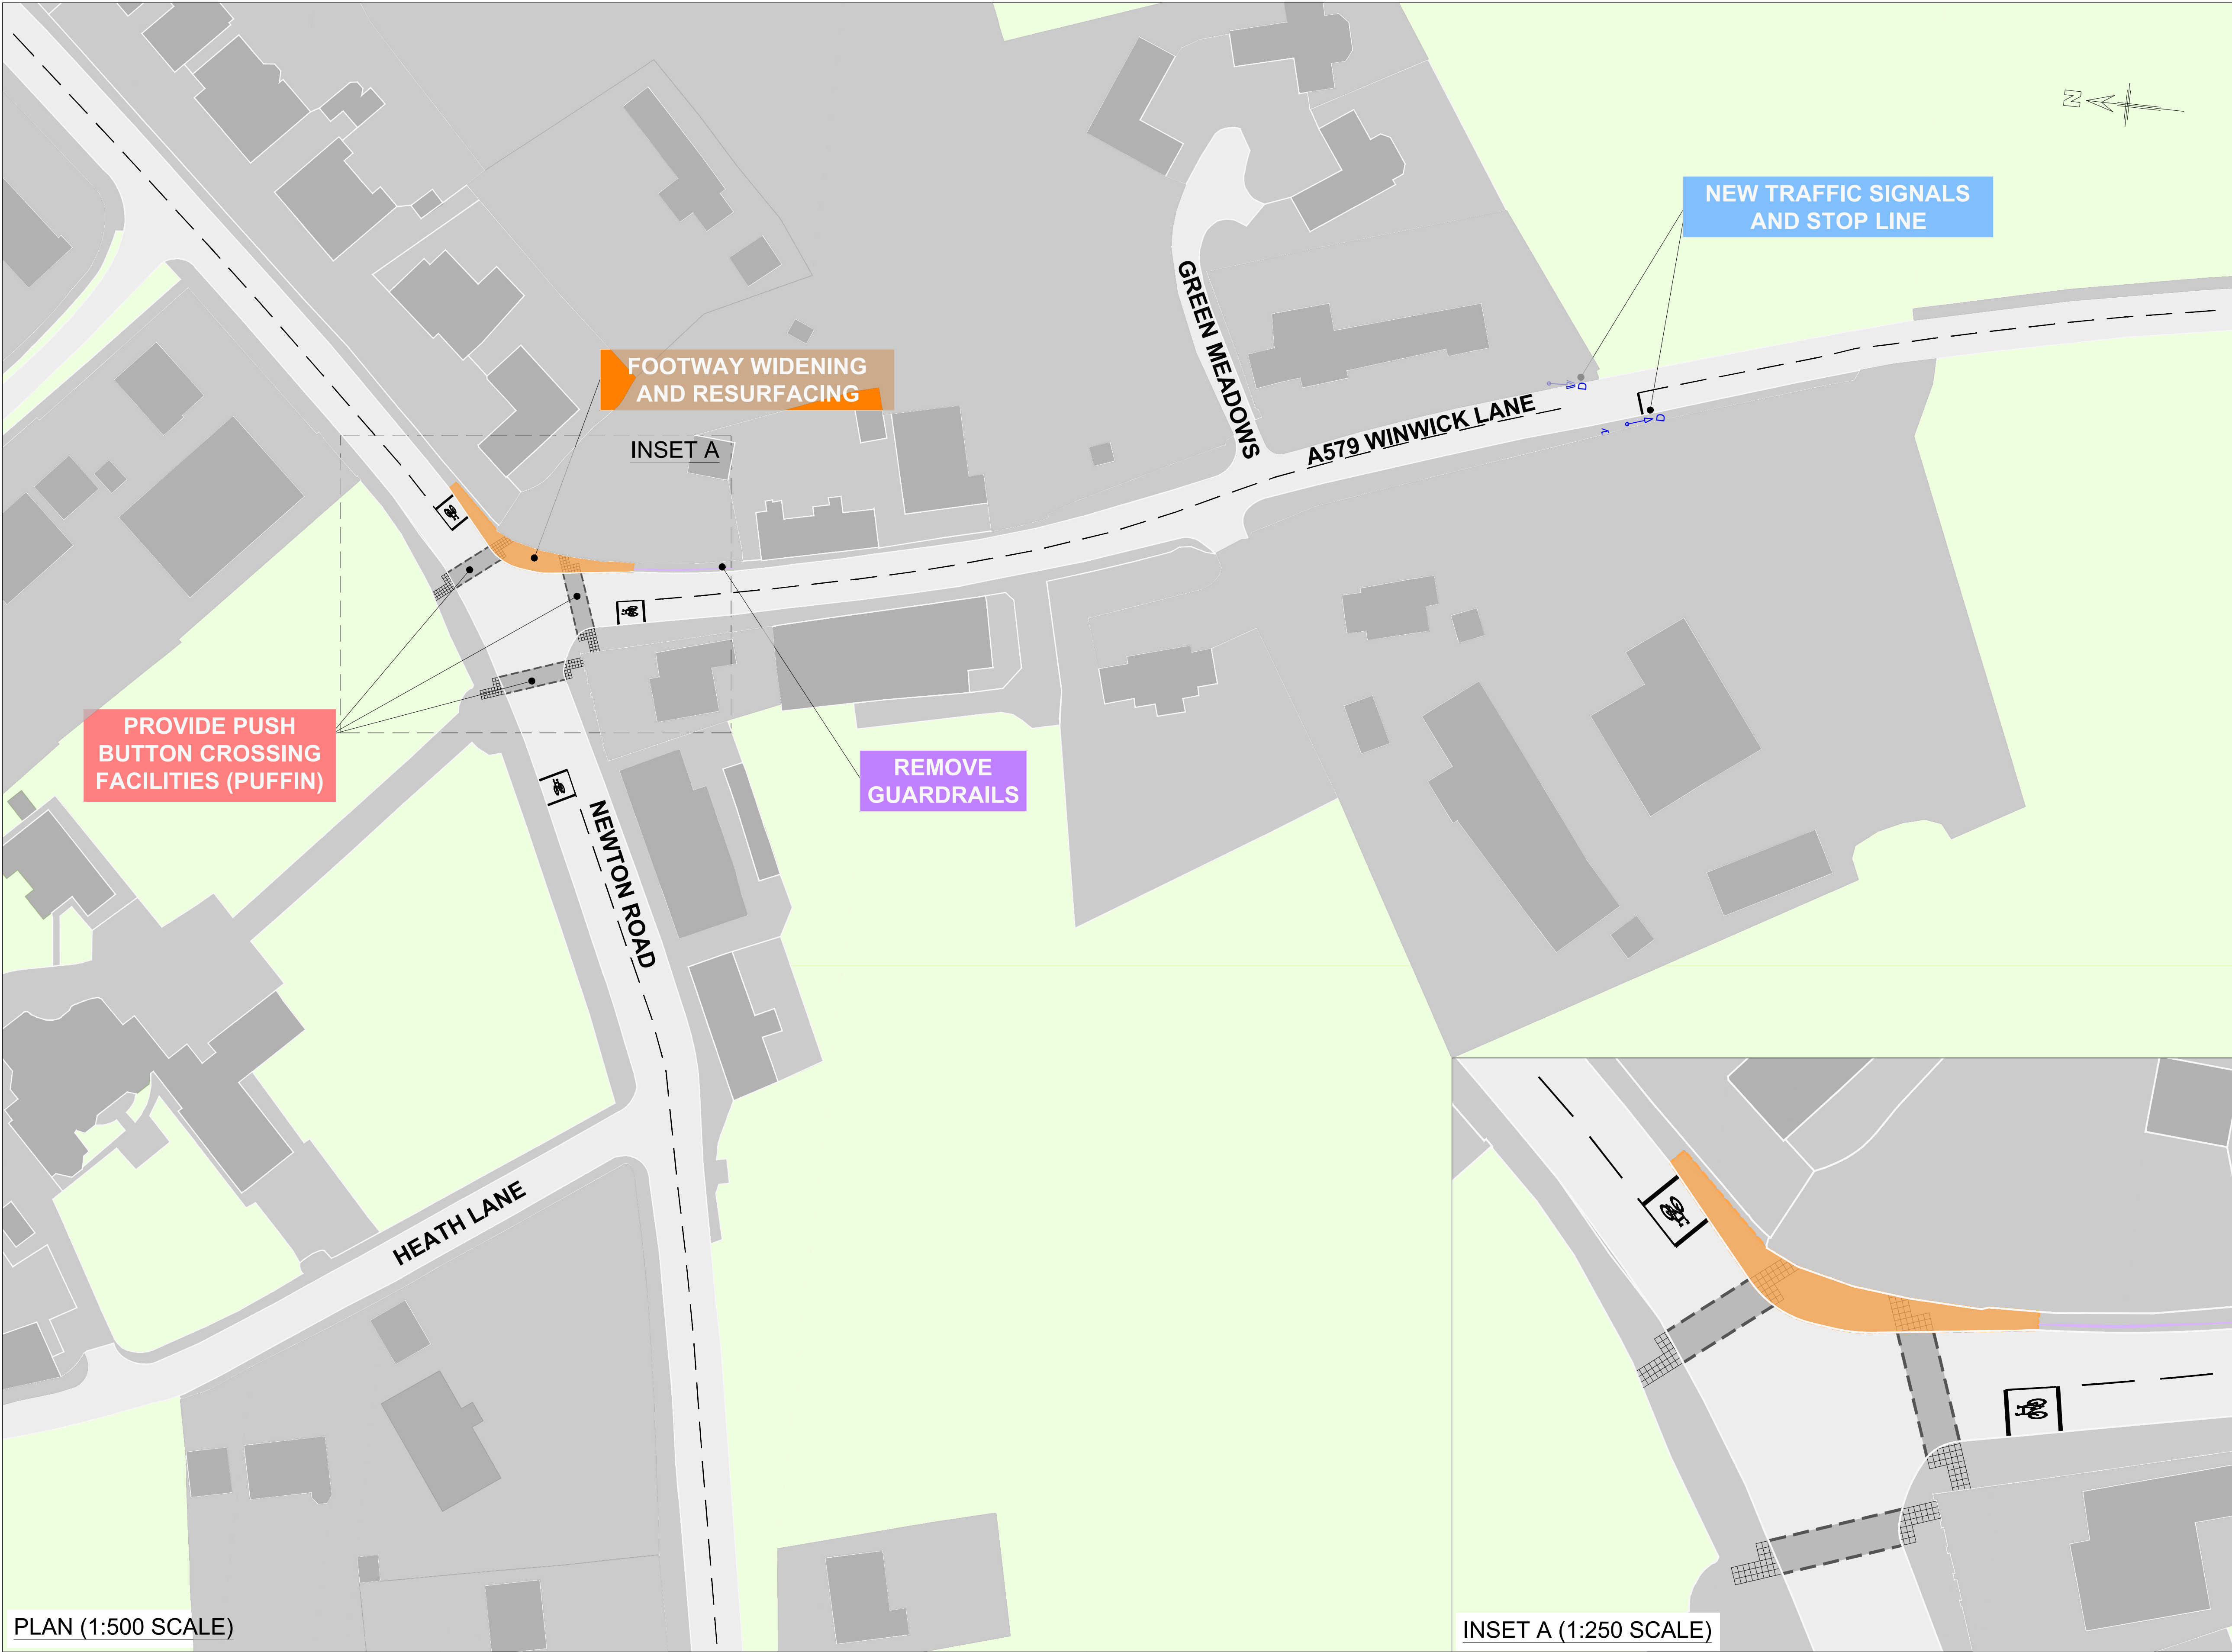 N
NEW TRAFFIC SIGNALS
AND STOP LINE
GREEN MEADOWS
FOOTWAY WIDENING
AND RESURFACING
D
A579 WINWICK LANE
D
y
INSET A
PROVIDE PUSH
BUTTON CROSSING
FACILITIES (PUFFIN)
REMOVE
GUARDRAILS
NEWTON ROAD
HEATH LANE
PLAN (1:500 SCALE)
INSET A (1:250 SCALE)